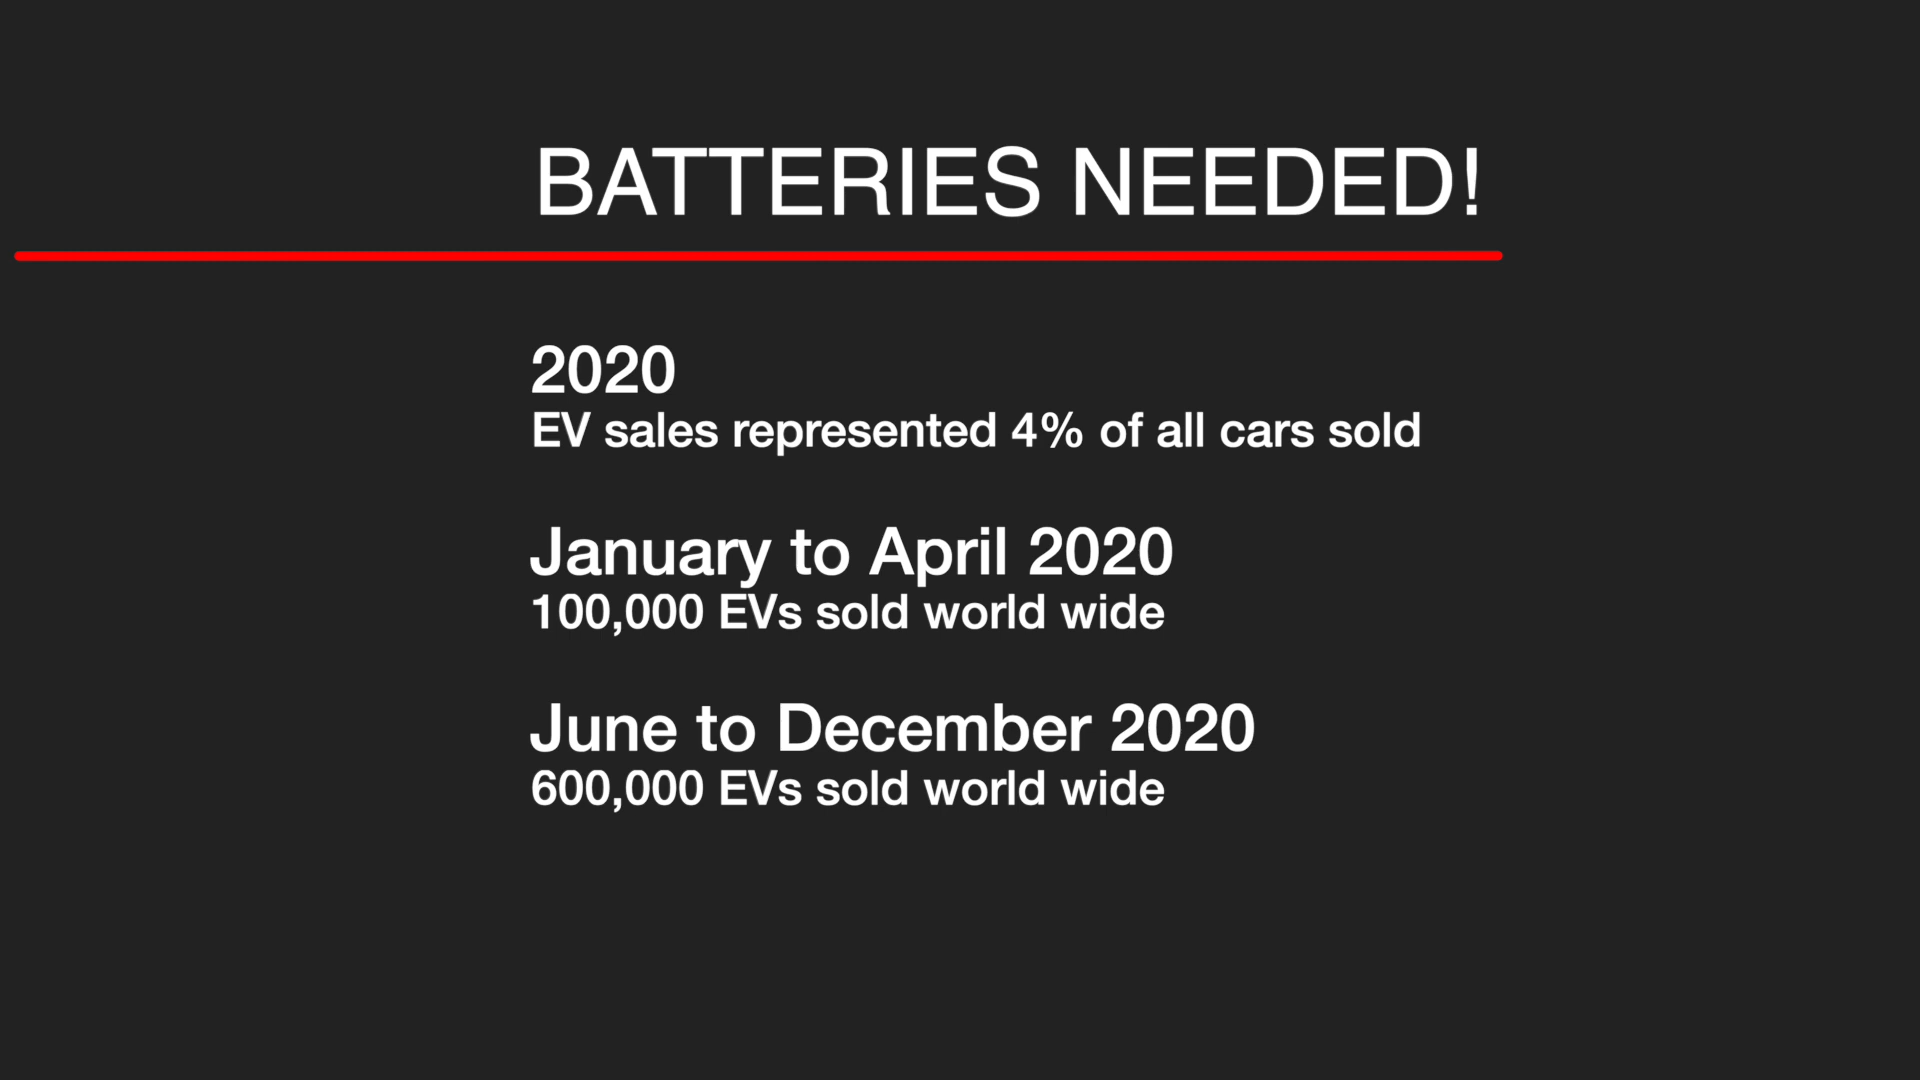 BATTERIES NEEDED!
2020
EV sales represented 4% of all cars sold
January to April 2020
100,000 EVs sold world wide
June to December 2020
600,000 EVs sold world wide